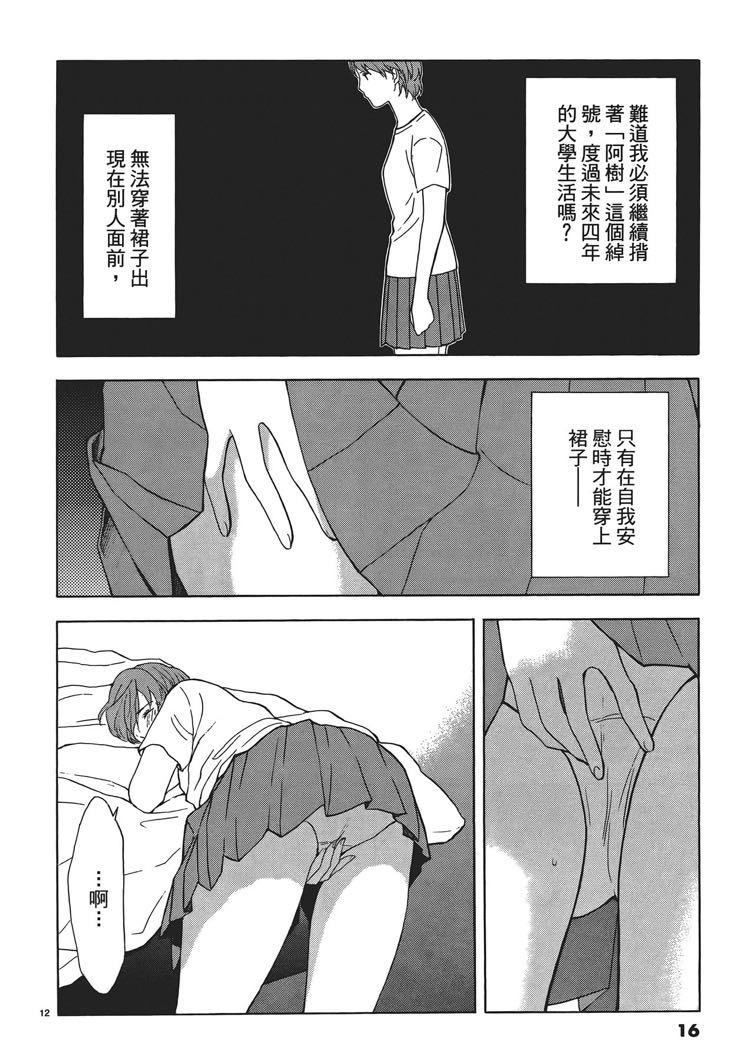 難道我必須繼續揹
著「阿樹」這個綽
號，度過未來四年
的大學生活嗎？
無法穿著裙子出
現在別人面前，
只有在自我安
慰時才能穿上
裙子——
…啊…
12
16